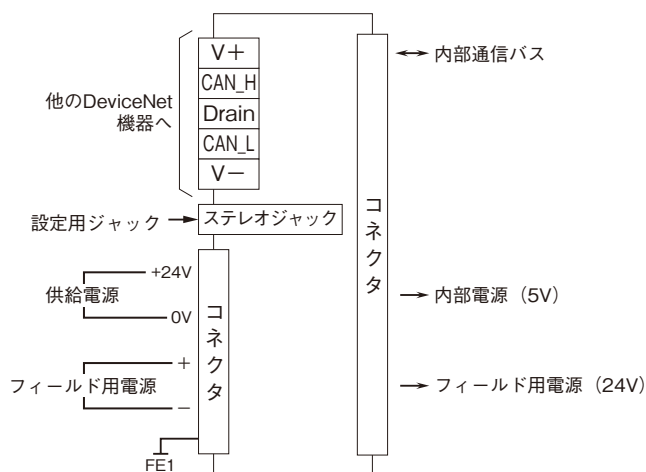 V＋
CAN_H
Drain
CAN_L
V－
他のDeviceNet
機器へ
設定用ジャック
ステレオジャック
+24V
供給電源
0V
＋
フィールド用電源
－
FE1
コネクタ
コネクタ
内部通信バス
内部電源（5V）
フィールド用電源（24V）